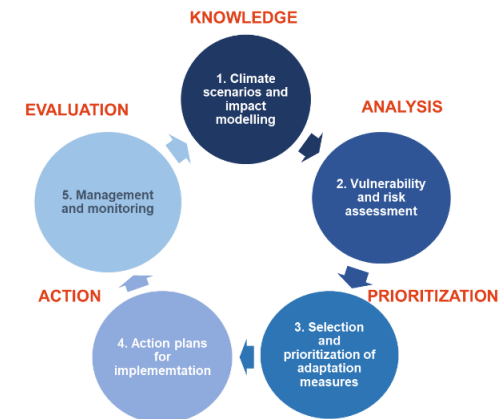 KNOWLEDGE
1. Climate
scenarios and
impact
modelling
ANALYSIS
2. Vulnerability
and risk
assessment
PRIORITIZATION
3. Selection
and
prioritization of
adaptation
measures
ACTION
4. Action plans
for
implememtation
EVALUATION
5. Management
and monitoring